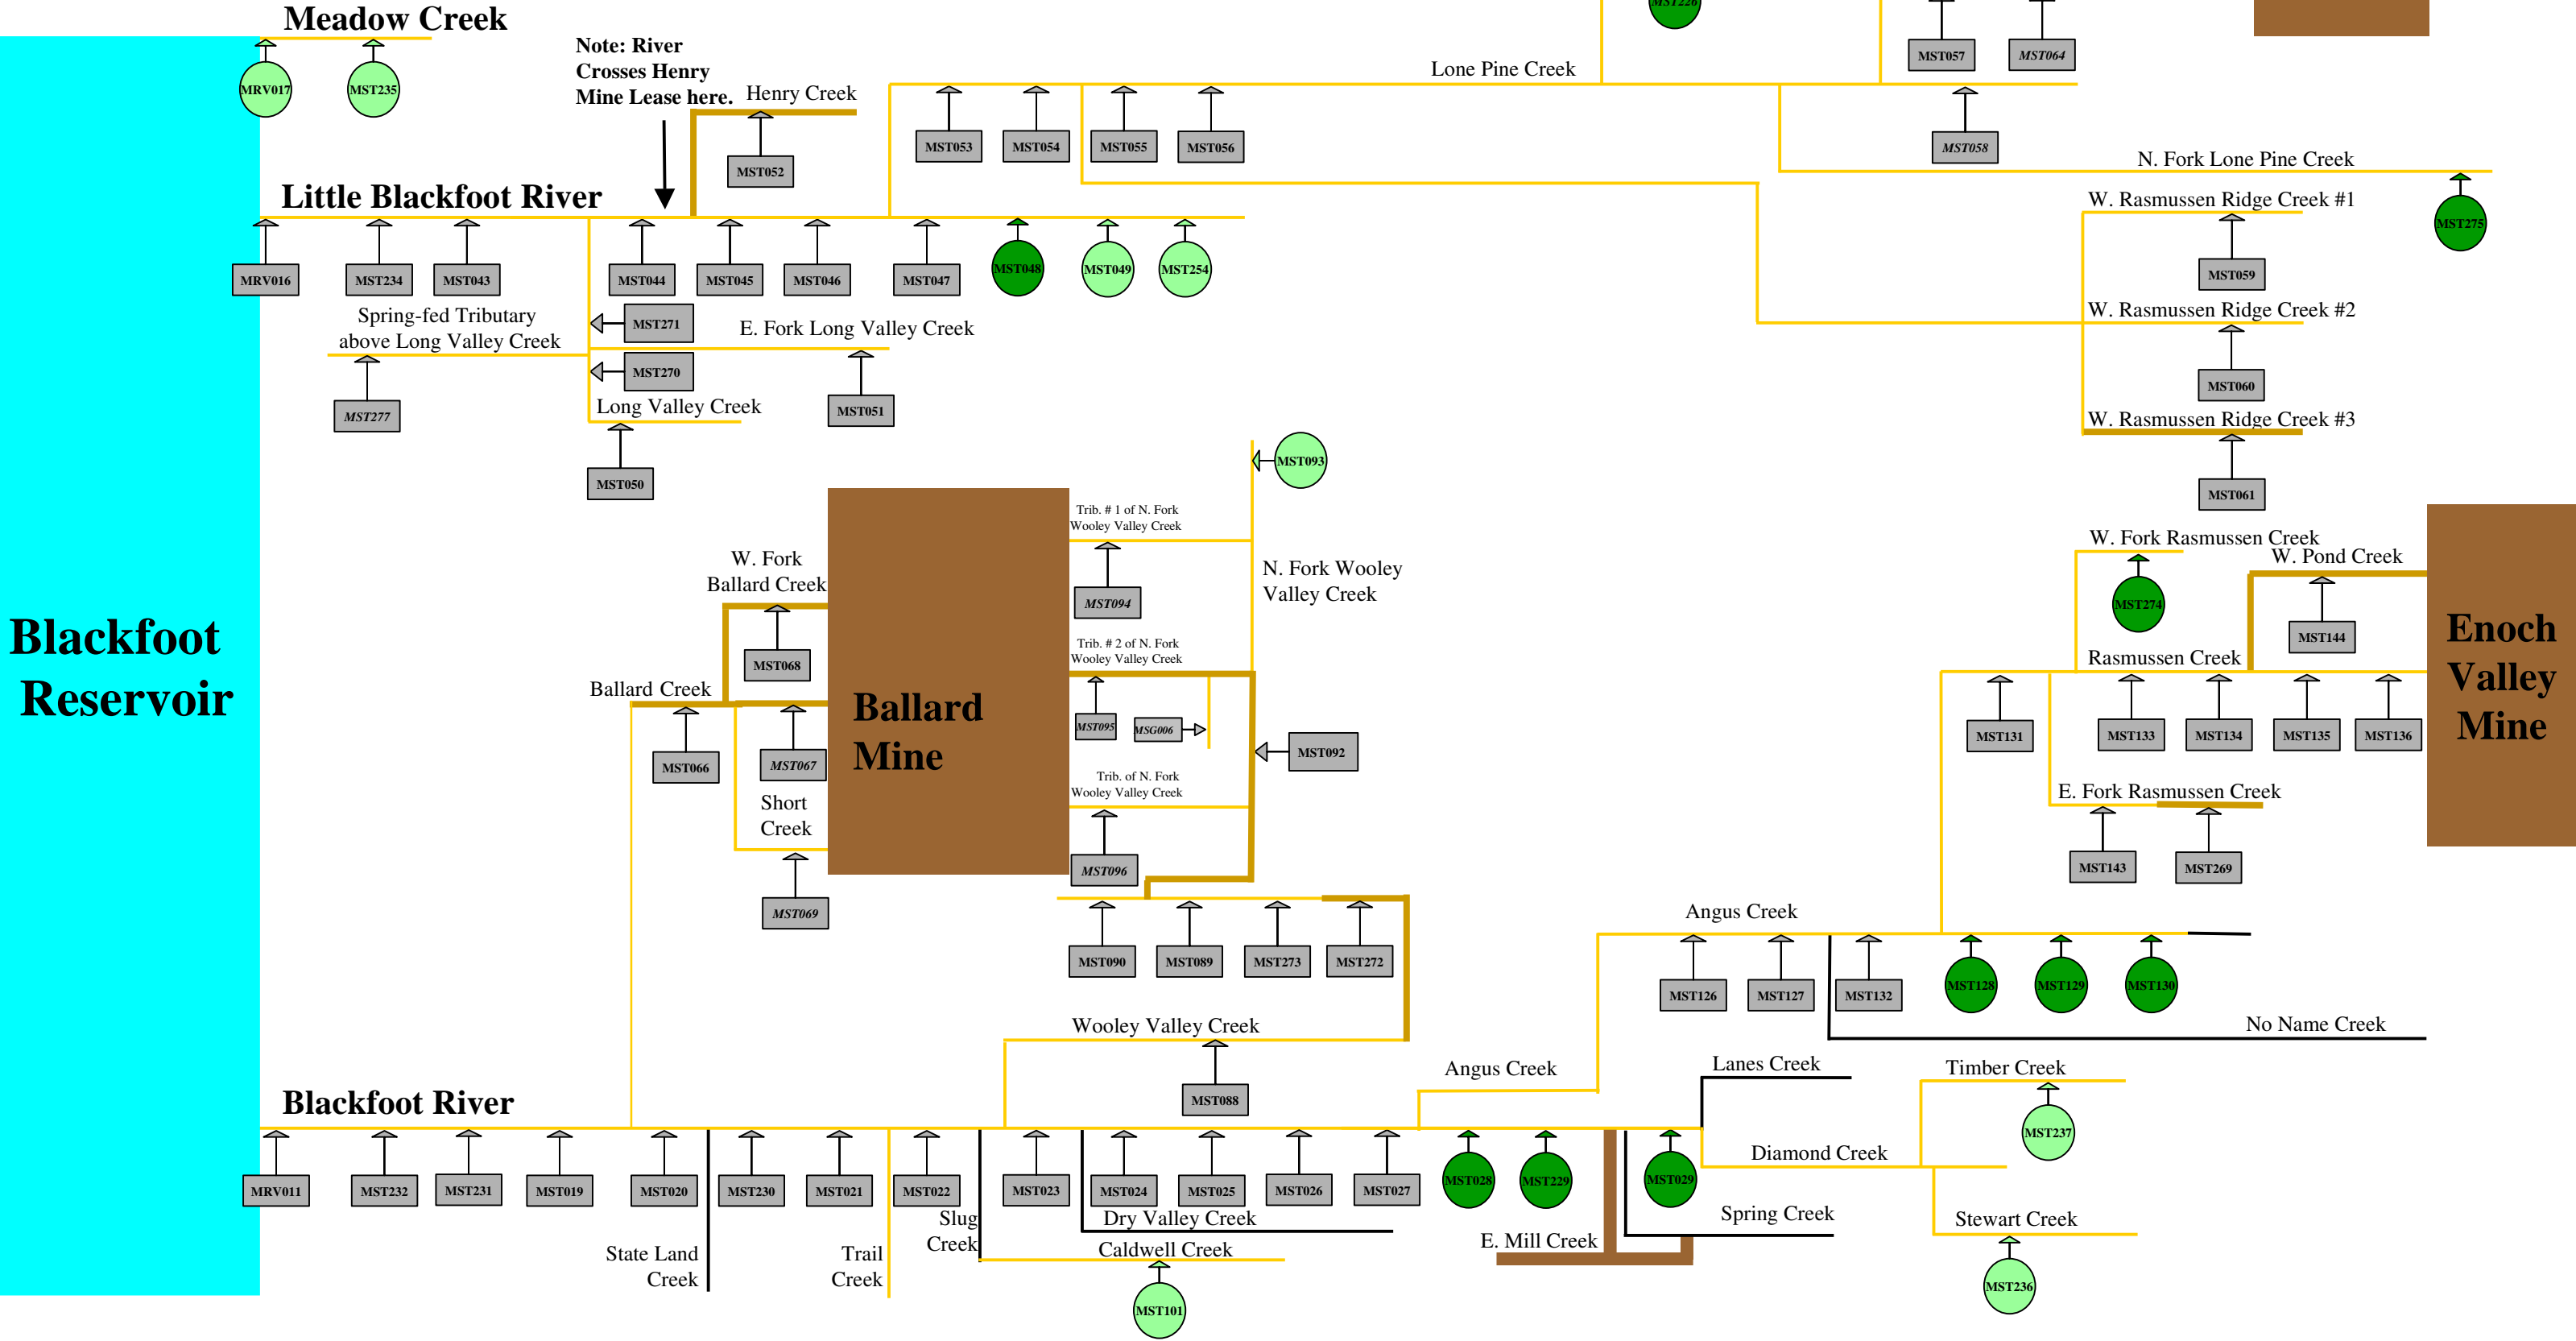 Meadow Creek
MST226
Note: River
Crosses Henry
Mine Lease here.
Henry Creek
Lone Pine Creek
MST057
MST064
MRV017
MST235
MST053
MST054
MST055
MST056
MST058
MST052
N. Fork Lone Pine Creek
Little Blackfoot River
W. Rasmussen Ridge Creek #1
MST275
MRV016
MST234
MST043
MST044
MST045
MST046
MST047
MST048
MST049
MST254
MST059
Spring-fed Tributary
above Long Valley Creek
MST271
E. Fork Long Valley Creek
W. Rasmussen Ridge Creek #2
MST270
MST277
Long Valley Creek
MST051
MST060
W. Rasmussen Ridge Creek #3
MST050
MST093
MST061
Trib. # 1 of N. Fork
Wooley Valley Creek
W. Fork
Ballard Creek
N. Fork Wooley
Valley Creek
MST094
W. Fork Rasmussen Creek
W. Pond Creek
MST274
MST144
Blackfoot
Reservoir
Enoch
Valley
Mine
MST068
Trib. # 2 of N. Fork
Wooley Valley Creek
Rasmussen Creek
Ballard Creek
Ballard
Mine
MST095
MSG006
MST092
MST066
MST067
MST131
MST133
MST134
MST135
MST136
Trib. of N. Fork
Wooley Valley Creek
Short
Creek
E. Fork Rasmussen Creek
MST096
MST143
MST269
MST069
Angus Creek
MST090
MST089
MST273
MST272
MST126
MST127
MST132
MST128
MST129
MST130
Wooley Valley Creek
No Name Creek
Angus Creek
Lanes Creek
Timber Creek
MST088
Blackfoot River
MST237
Diamond Creek
MRV011
MST232
MST231
MST019
MST020
MST230
MST021
MST022
MST023
MST024
MST025
MST026
MST027
MST028
MST229
MST029
Slug
Creek
Dry Valley Creek
Spring Creek
Stewart Creek
State Land
Creek
Trail
Creek
Caldwell Creek
E. Mill Creek
MST101
MST236